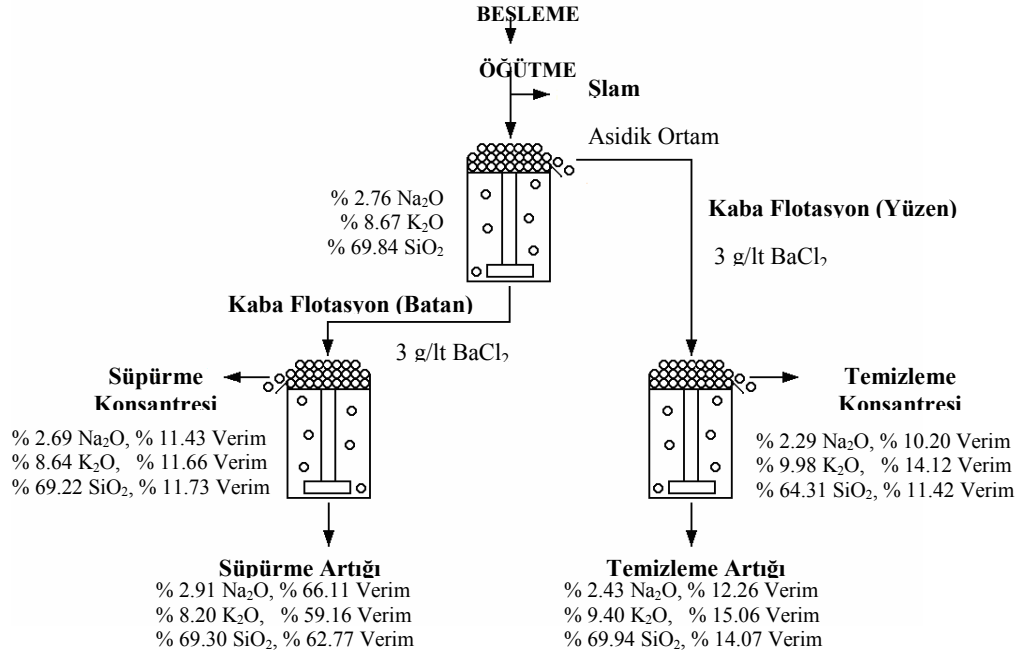 BESLEME
ÖĞÜTME
Şlam
Asidik Ortam
% 2.76 Na₂O
% 8.67 K₂O
% 69.84 SiO₂
Kaba Flotasyon (Yüzen)
3 g/lt BaCl₂
Kaba Flotasyon (Batan)
3 g/lt BaCl₂
Süpürme
Konsantresi
% 2.69 Na₂O, % 11.43 Verim
% 8.64 K₂O, % 11.66 Verim
% 69.22 SiO₂, % 11.73 Verim
Temizleme
Konsantresi
% 2.29 Na₂O, % 10.20 Verim
% 9.98 K₂O, % 14.12 Verim
% 64.31 SiO₂, % 11.42 Verim
Süpürme Artığı
% 2.91 Na₂O, % 66.11 Verim
% 8.20 K₂O, % 59.16 Verim
% 69.30 SiO₂, % 62.77 Verim
Temizleme Artığı
% 2.43 Na₂O, % 12.26 Verim
% 9.40 K₂O, % 15.06 Verim
% 69.94 SiO₂, % 14.07 Verim